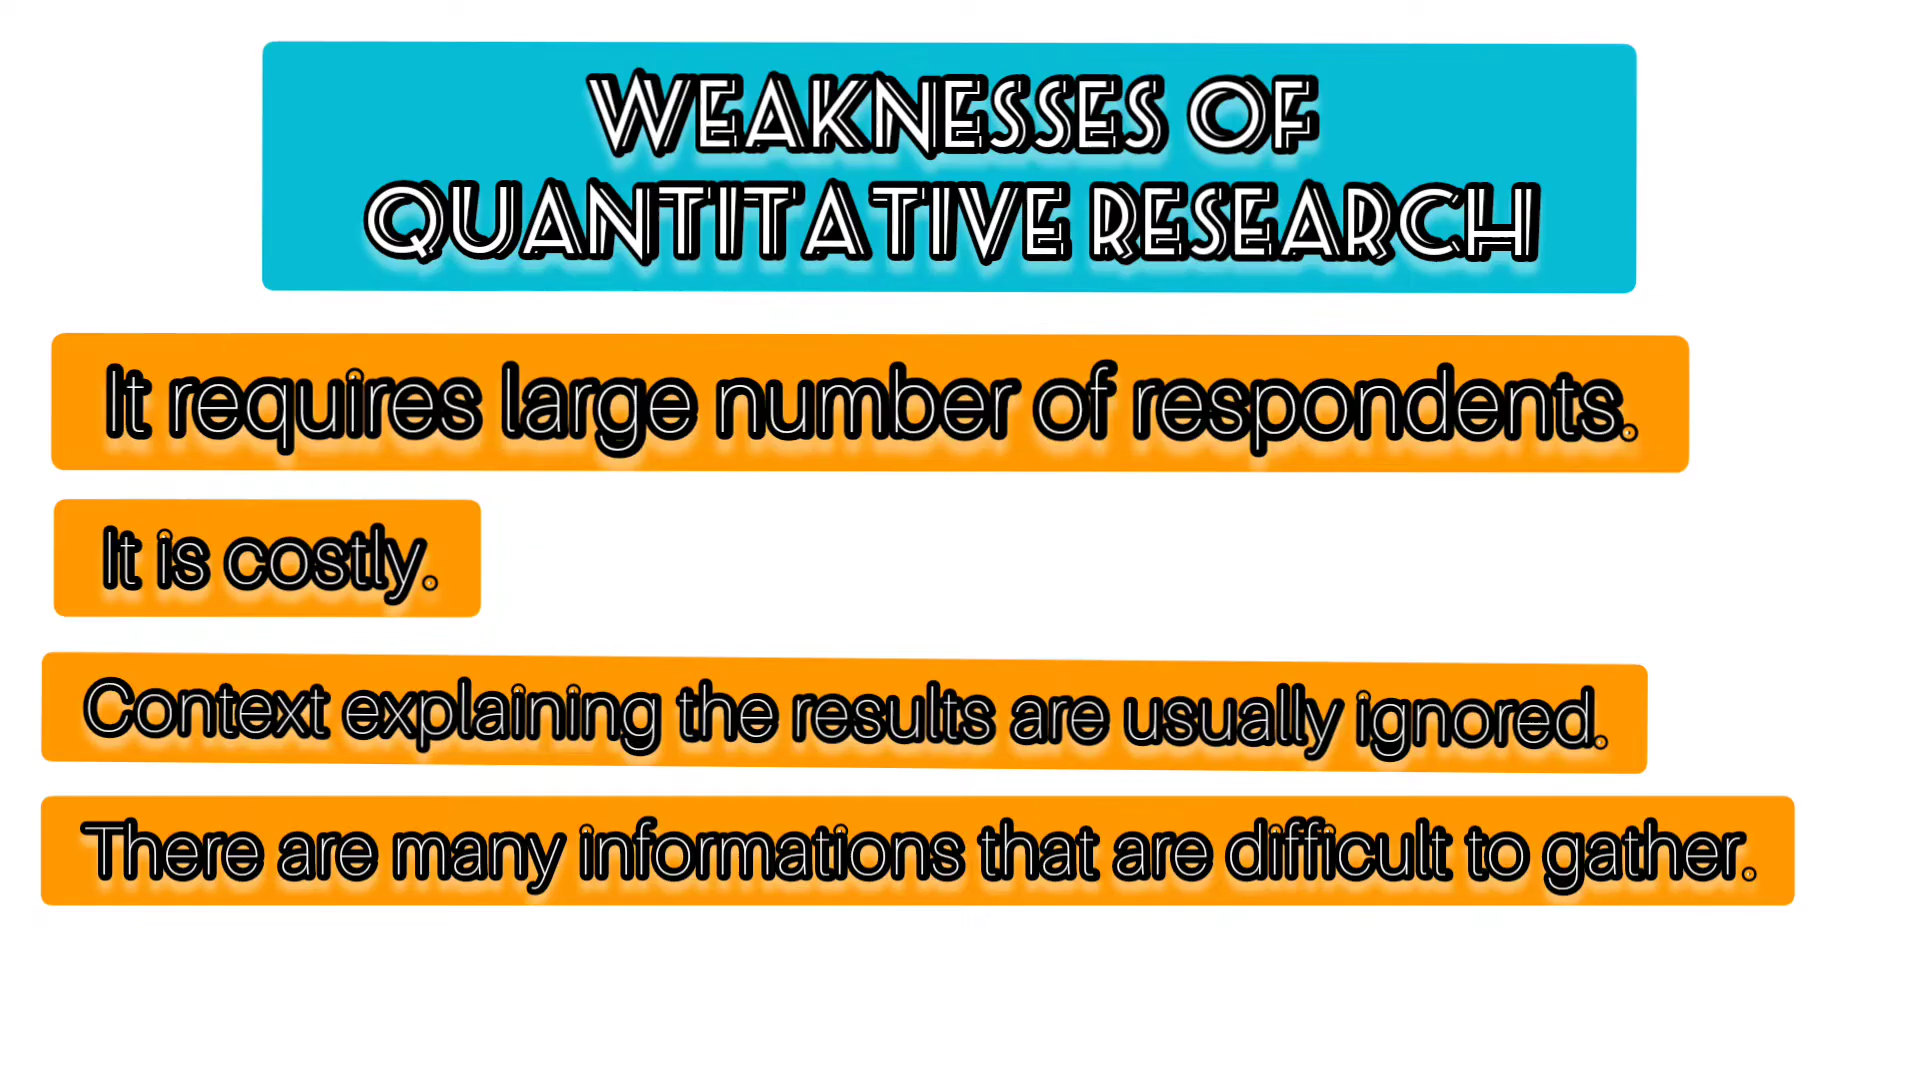 WEAKNESSES OF
QUANTITATIVE RESEARCH
It requires large number of respondents.
It is costly.
Context explaining the results are usually ignored.
There are many informations that are difficult to gather.